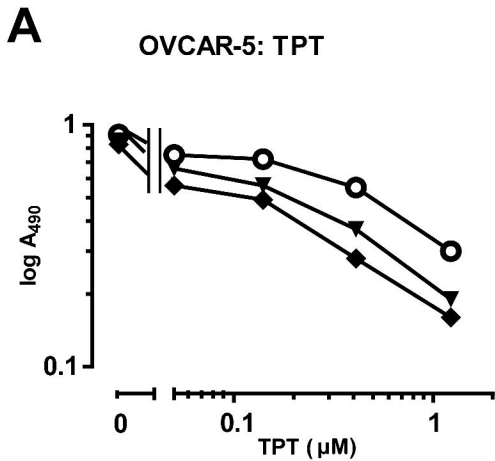 A
OVCAR-5: TPT
1
log A490
0.1
0 0.1 1
TPT ( µM)